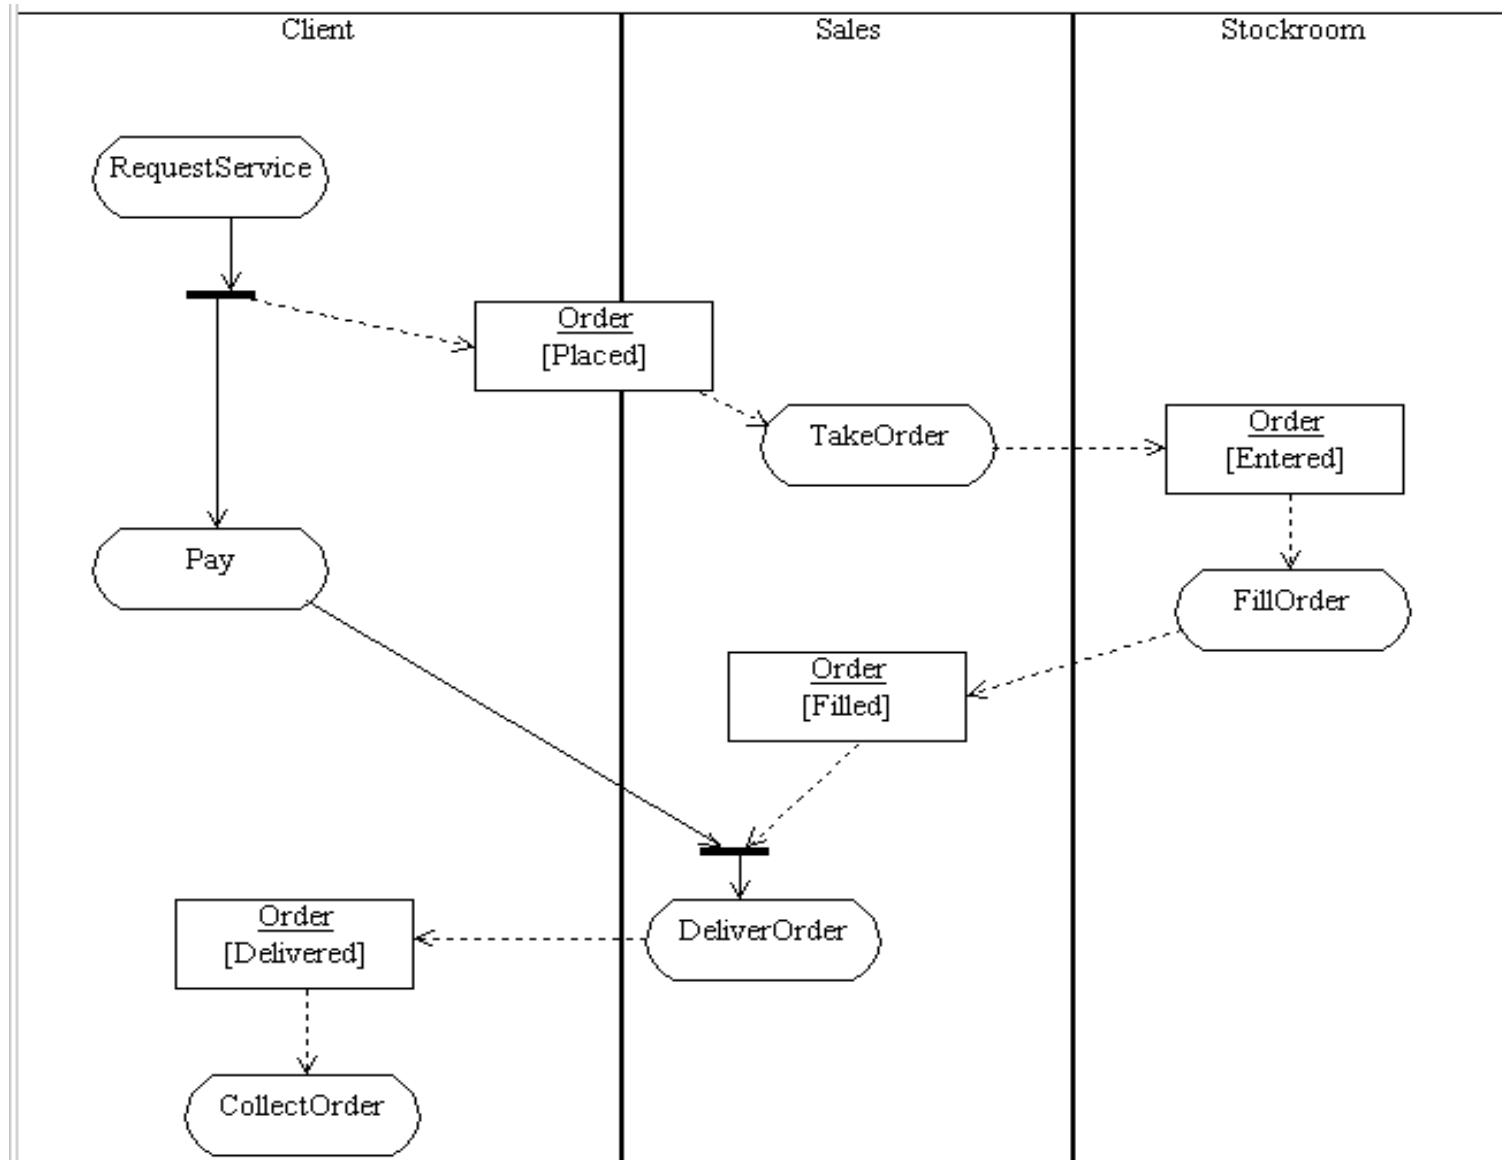 Client
Sales
Stockroom
RequestService
Order
[Placed]
TakeOrder
Order
[Entered]
Pay
FillOrder
Order
[Filled]
Order
[Delivered]
DeliverOrder
CollectOrder